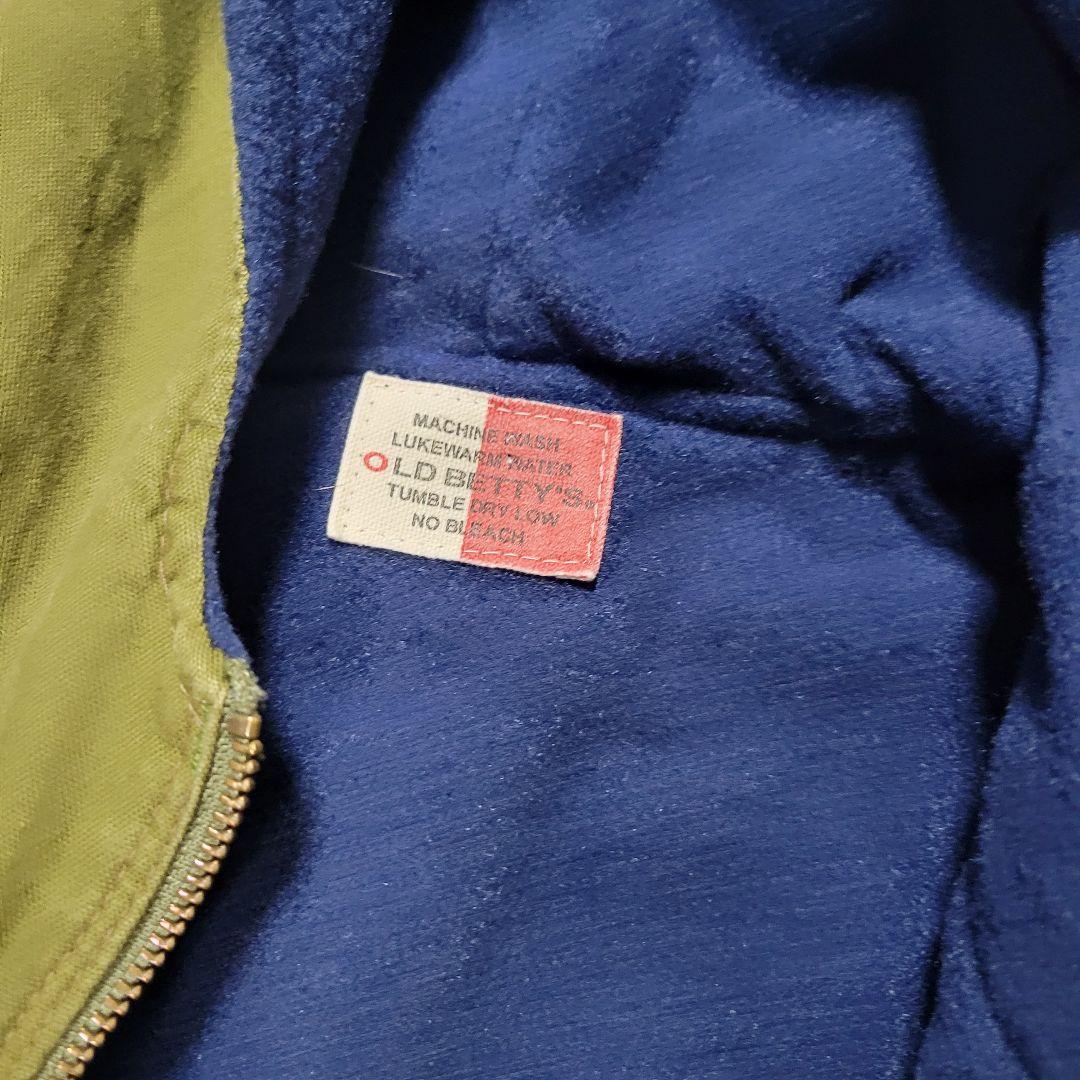 MACHINE WASH
LUKEWARM WATER
OLD BETTY'S
TUMBLE DRY LOW
NO BLEACH